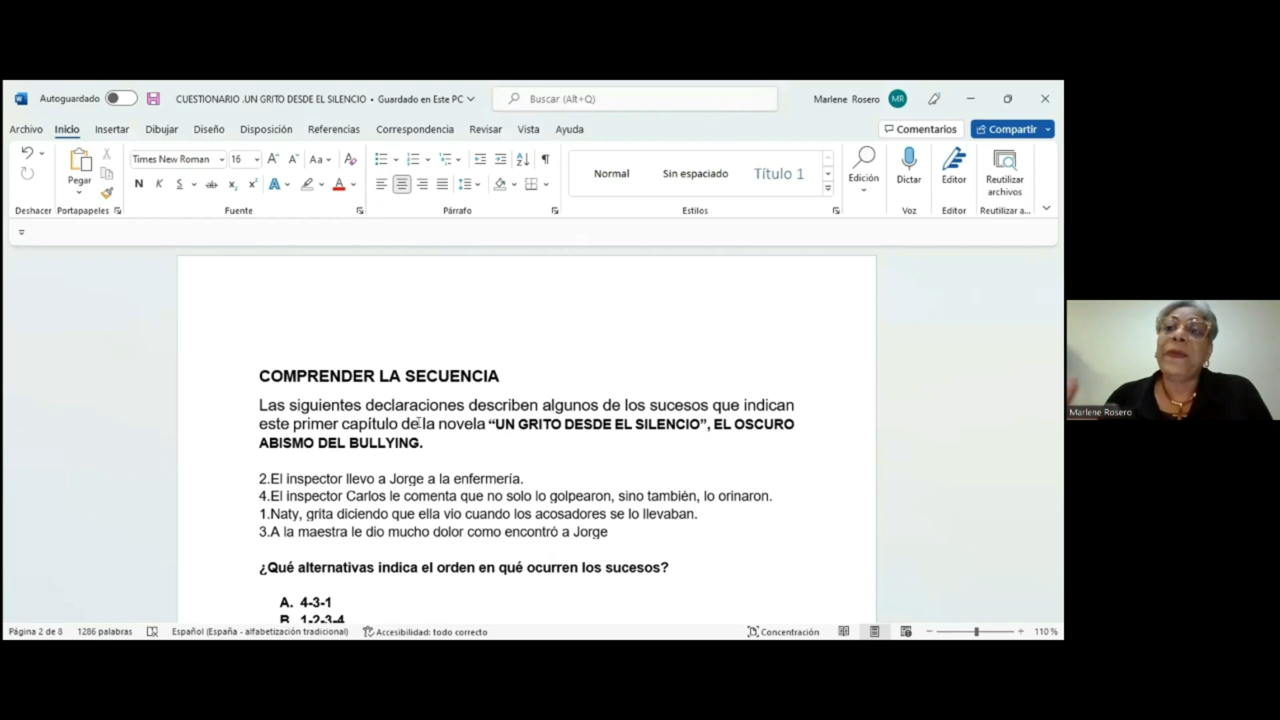 Autoguardado
CUESTIONARIO .UN GRITO DESDE EL SILENCIO • Guardado en Este PC
Buscar (Alt+Q)
Marlene Rosero
MR
Archivo Inicio Insertar Dibujar Diseño Disposición Referencias Correspondencia Revisar Vista Ayuda
Comentarios Compartir
Times New Roman 16
Pegar
N K S
Normal Sin espaciado Título 1
Edición Dictar Editor Reutilizar archivos
Deshacer Portapapeles Fuente Párrafo Estilos Voz Editor Reutilizar a...
COMPRENDER LA SECUENCIA
Las siguientes declaraciones describen algunos de los sucesos que indican
este primer capítulo de la novela “UN GRITO DESDE EL SILENCIO”, EL OSCURO
ABISMO DEL BULLYING.
2.El inspector llevo a Jorge a la enfermería.
4.El inspector Carlos le comenta que no solo lo golpearon, sino también, lo orinaron.
1.Naty, grita diciendo que ella vio cuando los acosadores se lo llevaban.
3.A la maestra le dio mucho dolor como encontró a Jorge
¿Qué alternativas indica el orden en qué ocurren los sucesos?
A. 4-3-1
B. 1-2-3-4
Página 2 de 8 1286 palabras Español (España - alfabetización tradicional) Accesibilidad: todo correcto Concentración 110 %
Marlene Rosero